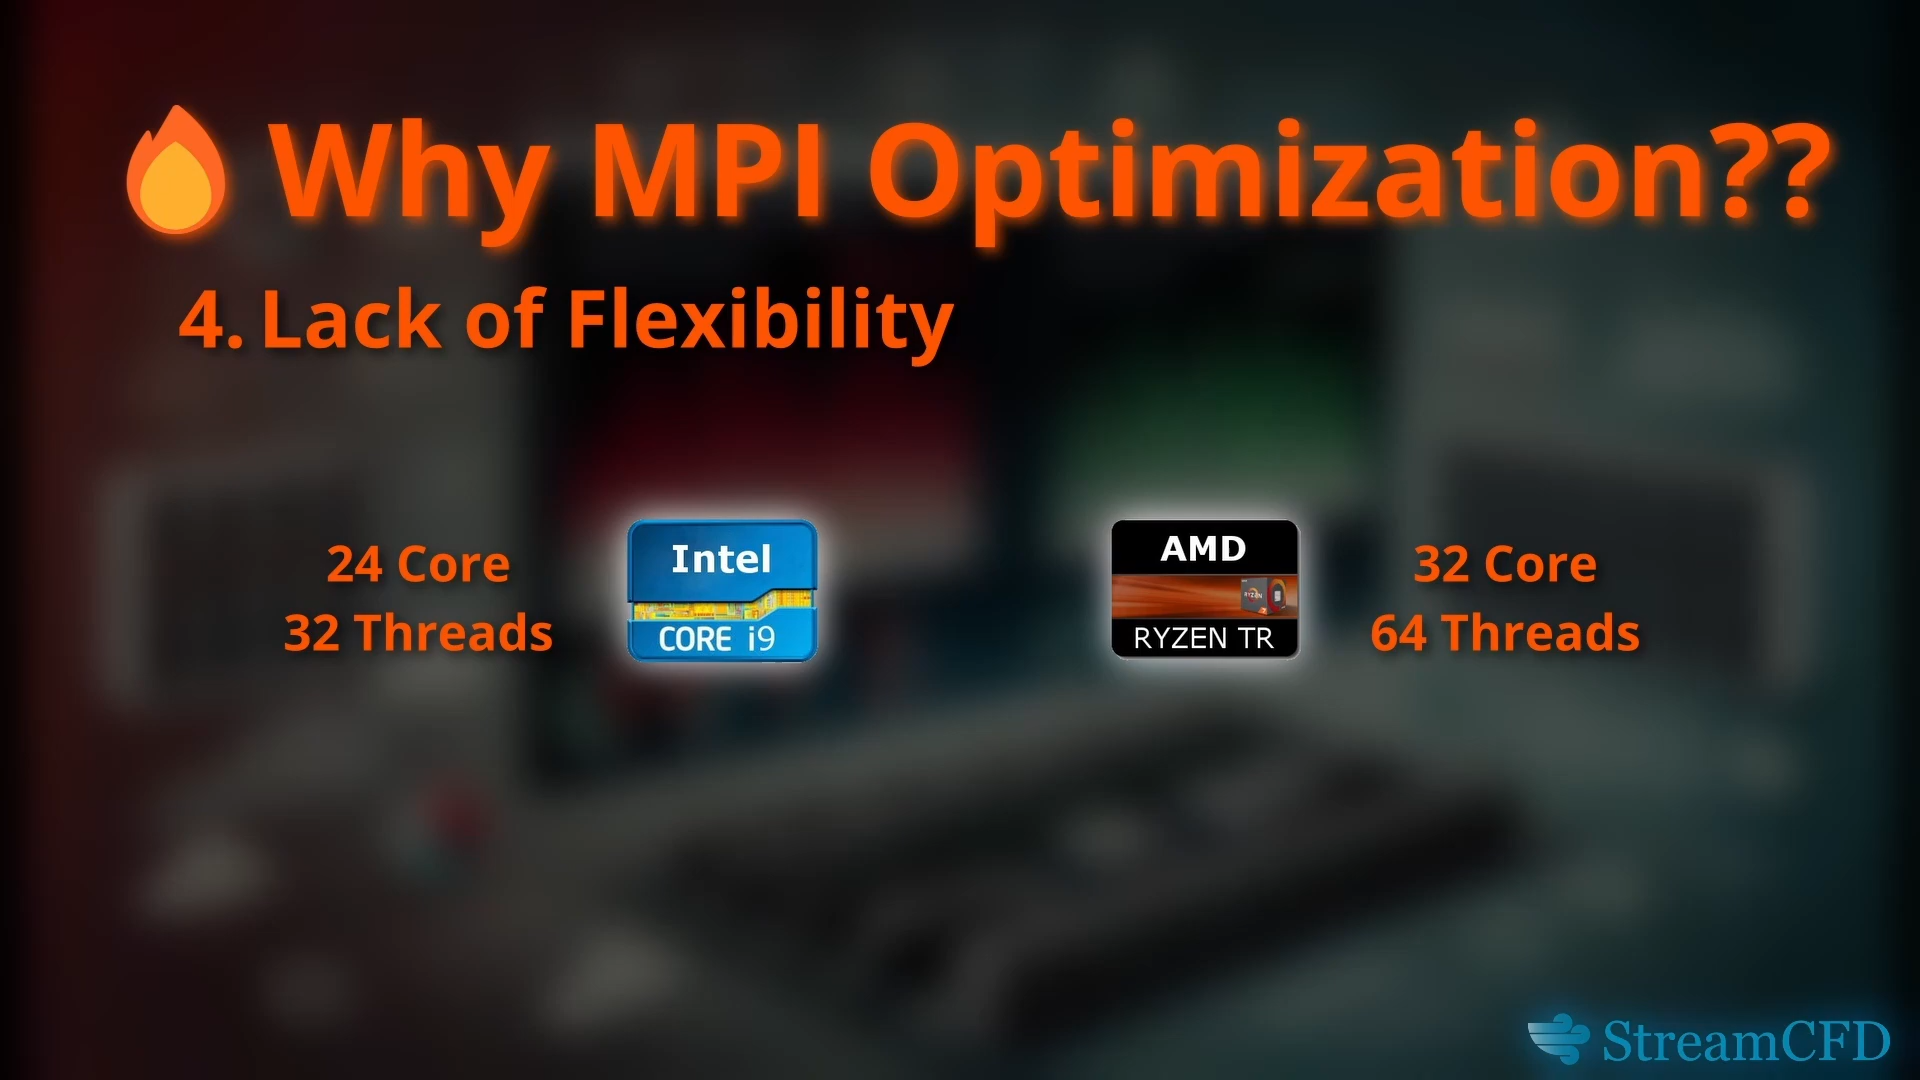 Why MPI Optimization??
4. Lack of Flexibility
24 Core
32 Threads
Intel
CORE i9
AMD
RYZEN
RYZEN TR
32 Core
64 Threads
StreamCFD